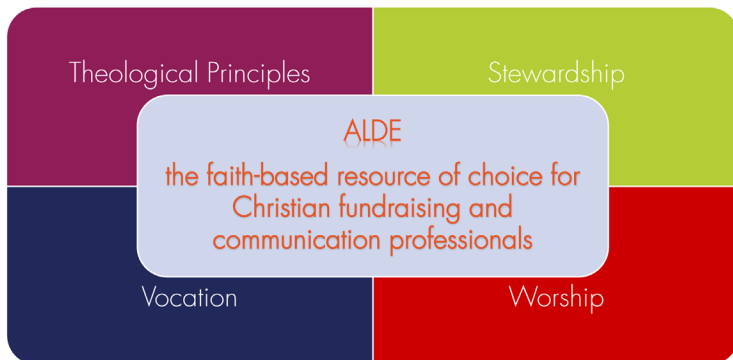 Theological Principles
Stewardship
ALDE
the faith-based resource of choice for
Christian fundraising and
communication professionals
Vocation
Worship